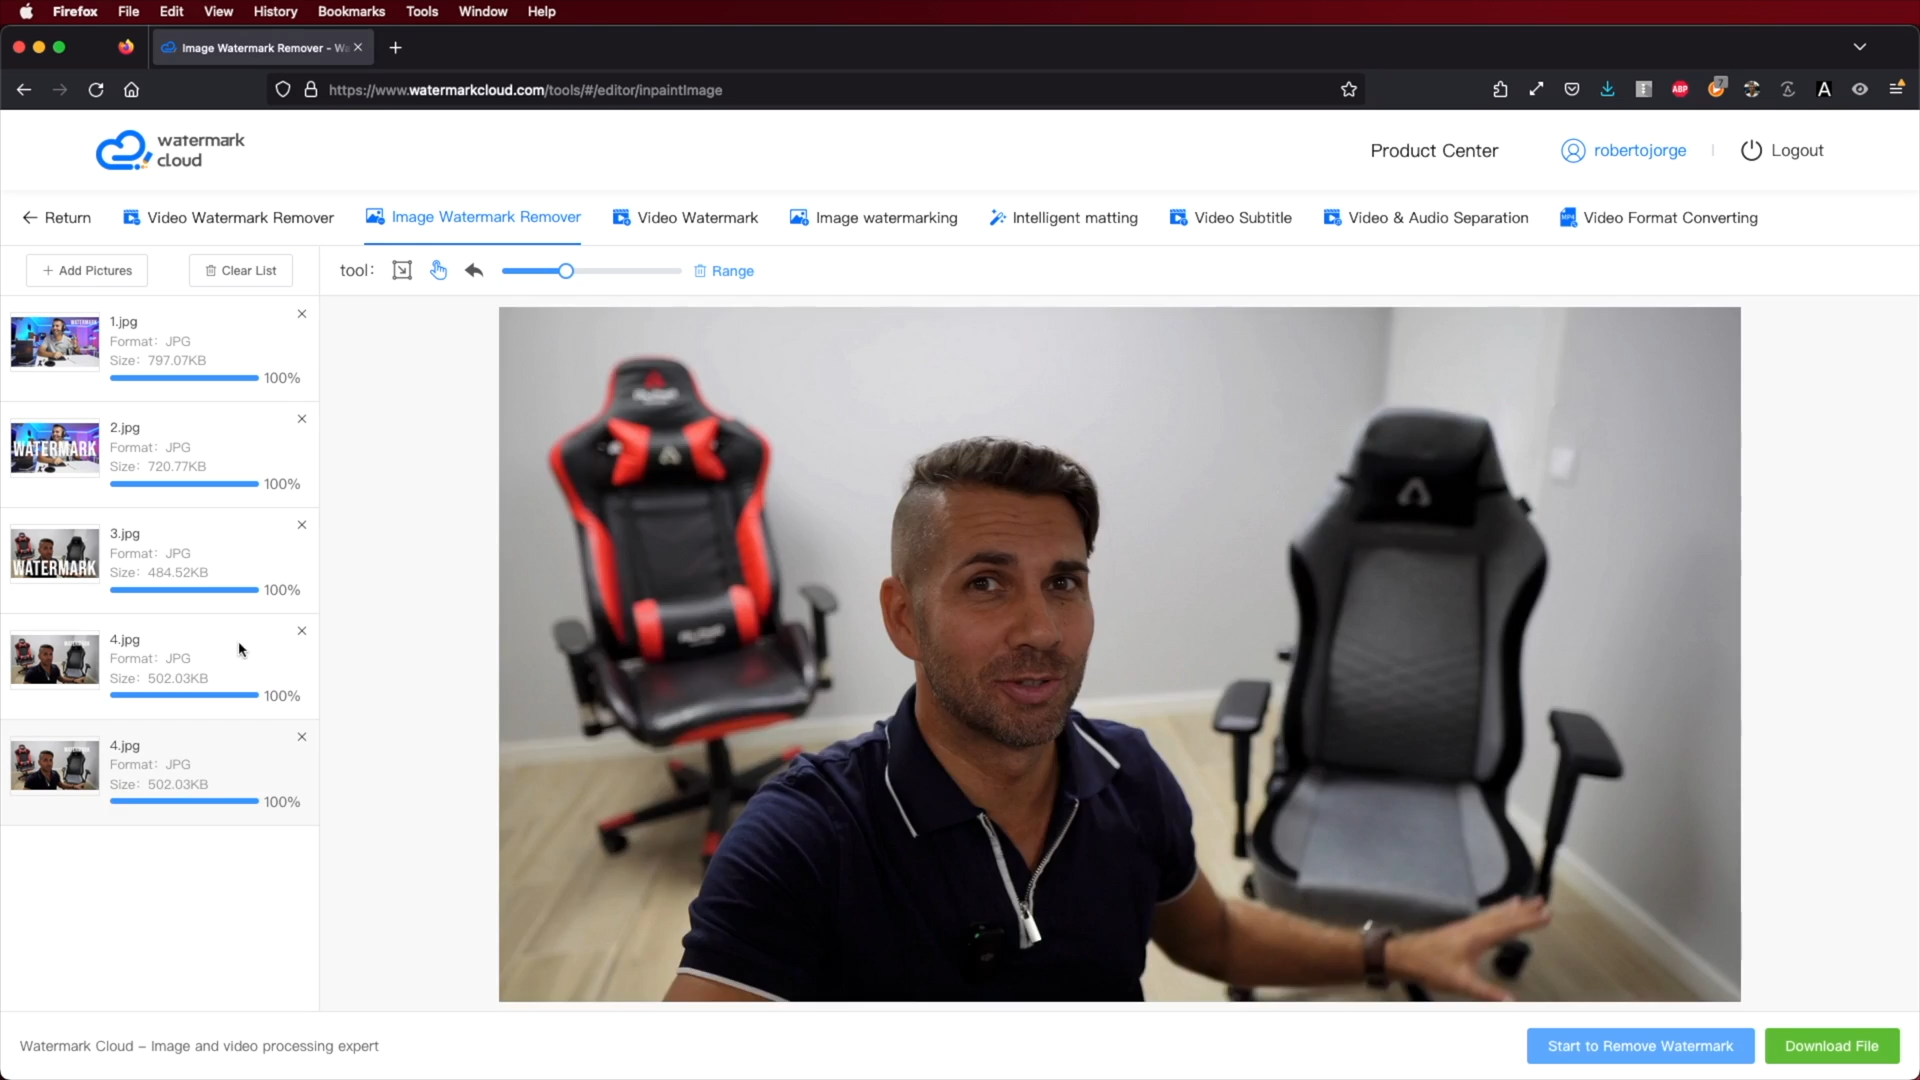 Firefox File Edit View History Bookmarks Tools Window Help
Image Watermark Remover - Wa
https://www.watermarkcloud.com/tools/#/editor/inpaintImage
7
ABP
A
watermark
cloud
Product Center
robertojorge
Logout
Return
Video Watermark Remover
Image Watermark Remover
Video Watermark
Image watermarking
Intelligent matting
Video Subtitle
Video & Audio Separation
MP4
Video Format Converting
+ Add Pictures
Clear List
tool:
Range
1.jpg
Format: JPG
Size: 797.07KB
100%
WATERMARK
2.jpg
Format: JPG
Size: 720.77KB
100%
WATERMARK
3.jpg
Format: JPG
Size: 484.52KB
100%
WATERMARK
4.jpg
Format: JPG
Size: 502.03KB
100%
4.jpg
Format: JPG
Size: 502.03KB
100%
Watermark Cloud – Image and video processing expert
Start to Remove Watermark
Download File